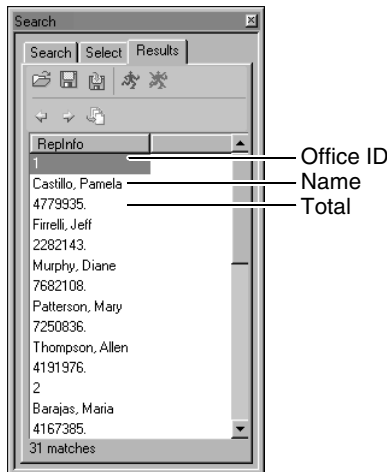 Search
Search Select Results
RepInfo
1
Castillo, Pamela
4779935.
Firrelli, Jeff
2282143.
Murphy, Diane
7682108.
Patterson, Mary
7250836.
Thompson, Allen
4191976.
2
Barajas, Maria
4167385.
31 matches
Office ID
Name
Total